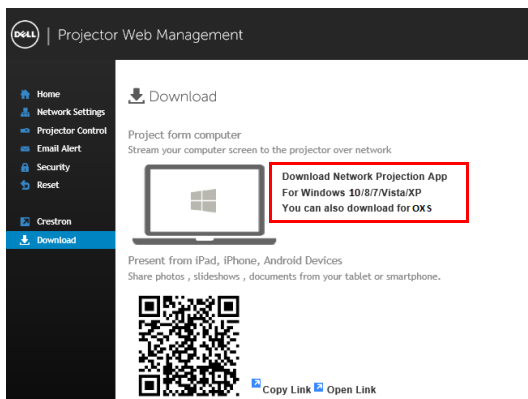 DELL | Projector Web Management
Home
Network Settings
Projector Control
Email Alert
Security
Reset
Crestron
Download
Download
Project form computer
Stream your computer screen to the projector over network
Download Network Projection App
For Windows 10/8/7/Vista/XP
You can also download for OXS
Present from iPad, iPhone, Android Devices
Share photos , slideshows , documents from your tablet or smartphone.
Copy Link Open Link